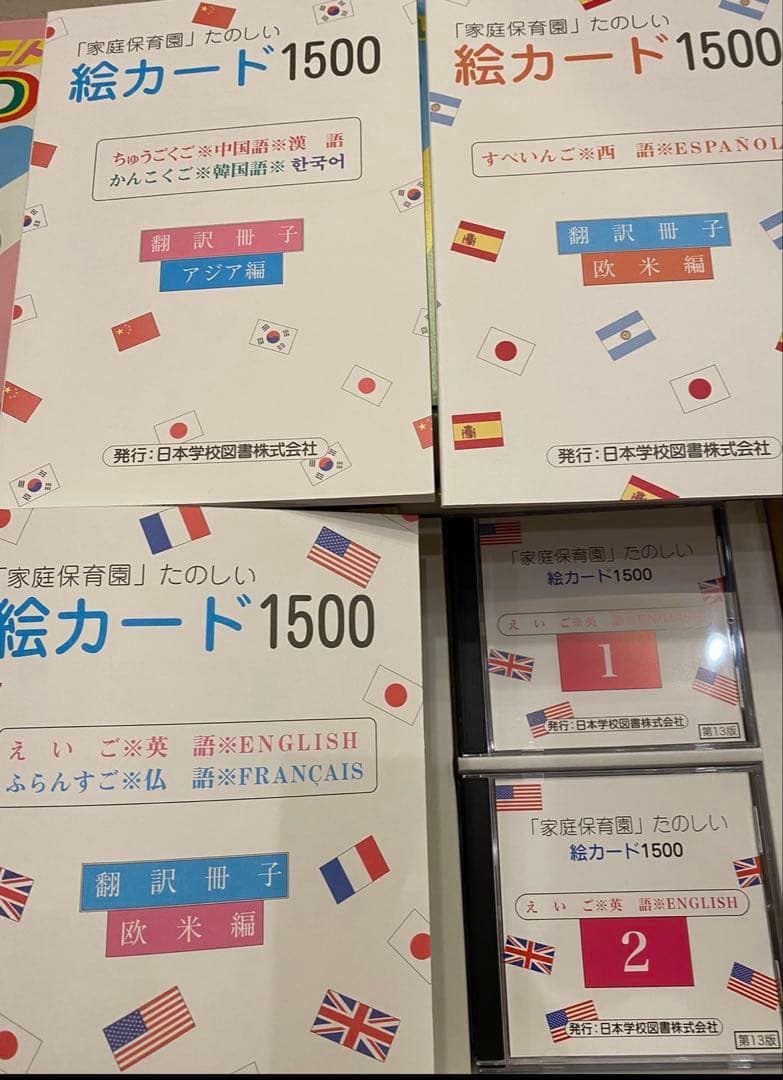 「家庭保育園」たのしい
絵カード1500
ちゅうごくご※中国語※漢 語
かんこくご※韓国語※한국어
翻訳冊子
アジア編
発行:日本学校図書株式会社
「家庭保育園」たのしい
絵カード1500
すぺいんご※西 語※ESPAÑOL
翻訳冊子
欧米編
発行:日本学校図書株式会社
「家庭保育園」たのしい
絵カード1500
えいご※英 語※ENGLISH
ふらんすご※仏 語※FRANÇAIS
翻訳冊子
欧米編
「家庭保育園」たのしい
絵カード1500
えいご※英 語※ENGLISH
1
発行:日本学校図書株式会社
第13版
「家庭保育園」たのしい
絵カード1500
えいご※英 語※ENGLISH
2
発行:日本学校図書株式会社
第13版